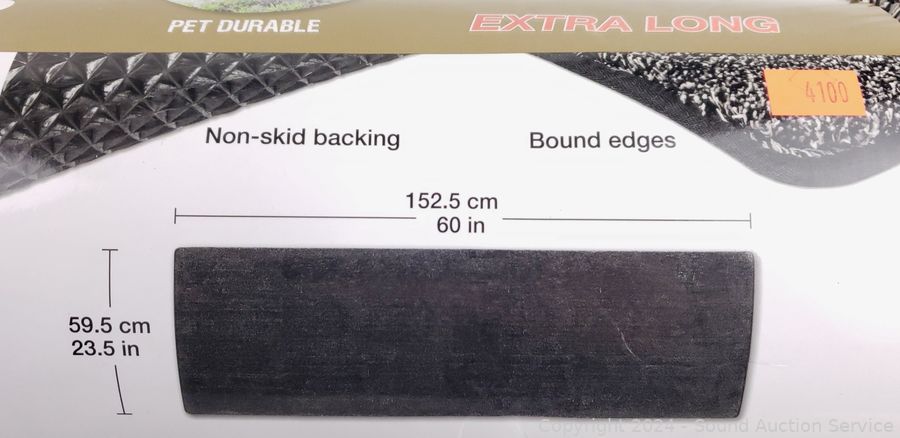 PET DURABLE
EXTRA LONG
4100
Non-skid backing
Bound edges
152.5 cm
60 in
59.5 cm
23.5 in
Copyright 2024 - Sound Auction Service